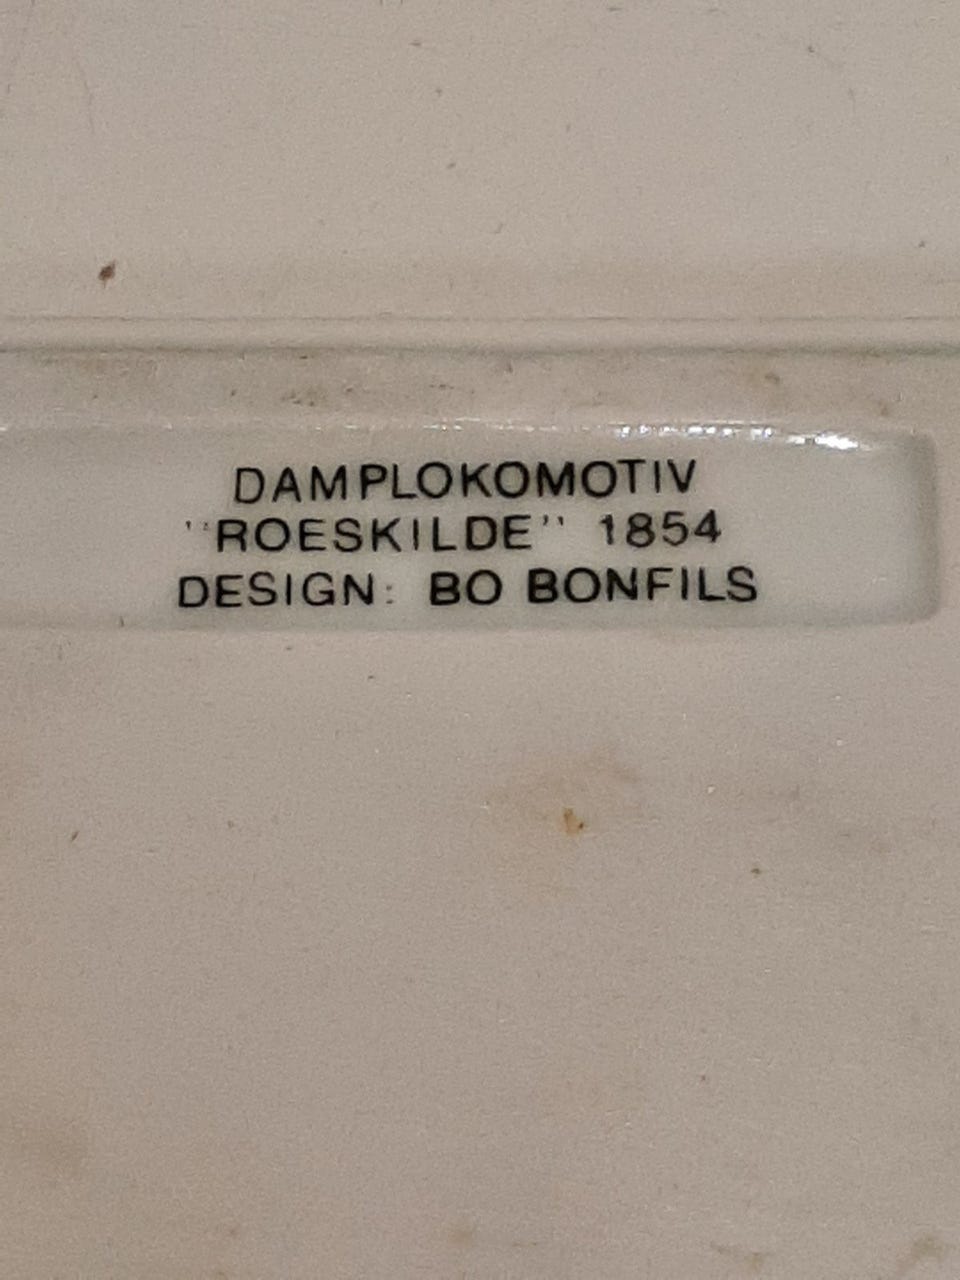 DAMPLOKOMOTIV
"ROESKILDE" 1854
DESIGN: BO BONFILS